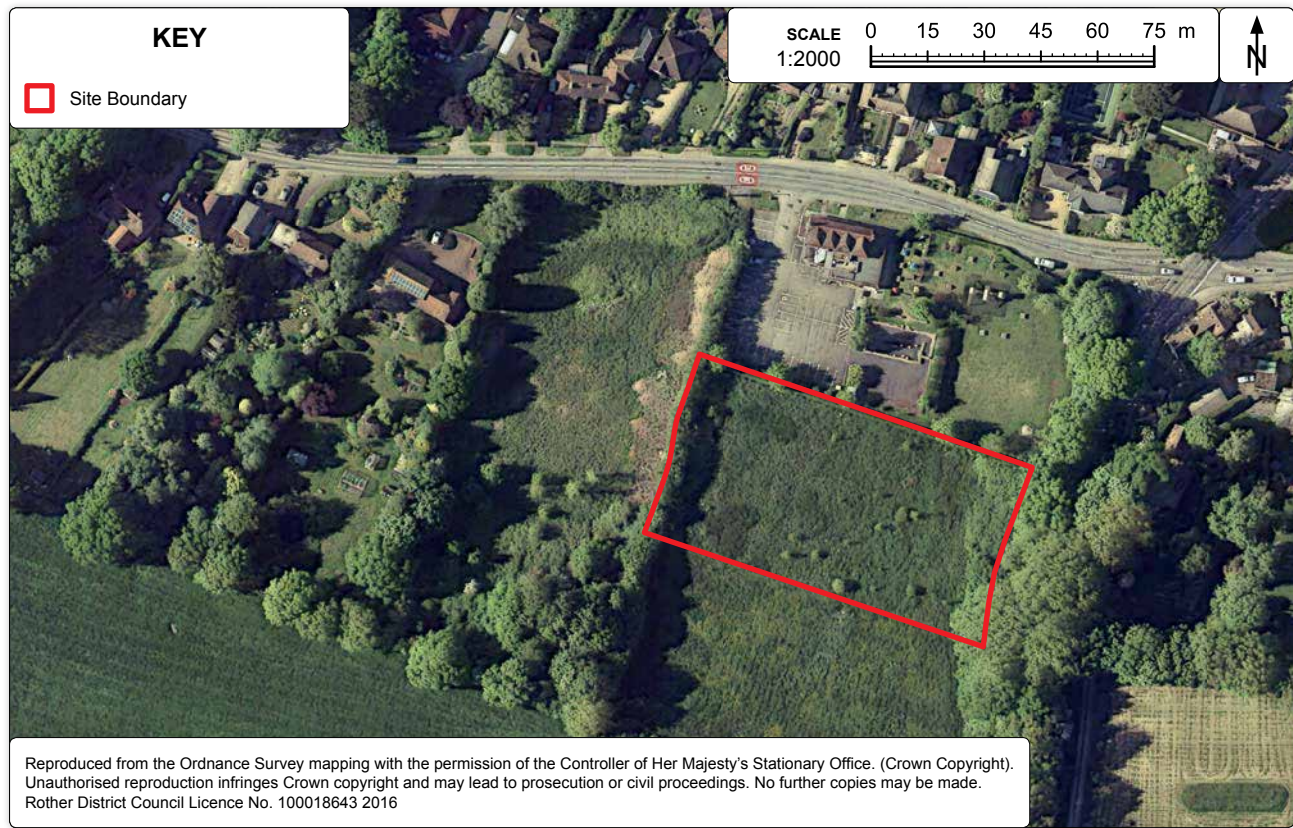 KEY
Site Boundary
SCALE 0 15 30 45 60 75 m
1:2000
N
Reproduced from the Ordnance Survey mapping with the permission of the Controller of Her Majesty's Stationary Office. (Crown Copyright).
Unauthorised reproduction infringes Crown copyright and may lead to prosecution or civil proceedings. No further copies may be made.
Rother District Council Licence No. 100018643 2016